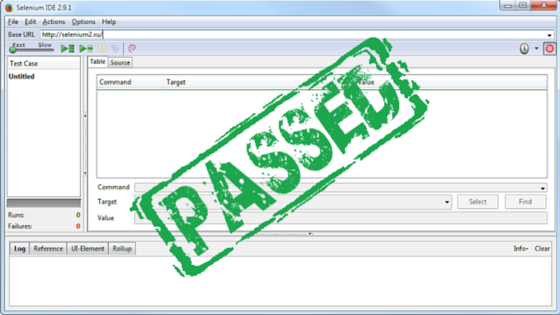 Selenium IDE 2.9.1
File Edit Actions Options Help
Base URL http://selenium2.ru/
Fast Slow
Test Case
Table Source
Untitled
Command Target Value
PASSED
Command
Target Select Find
Value
Runs: 0
Failures: 0
Log Reference UI-Element Rollup Info- Clear